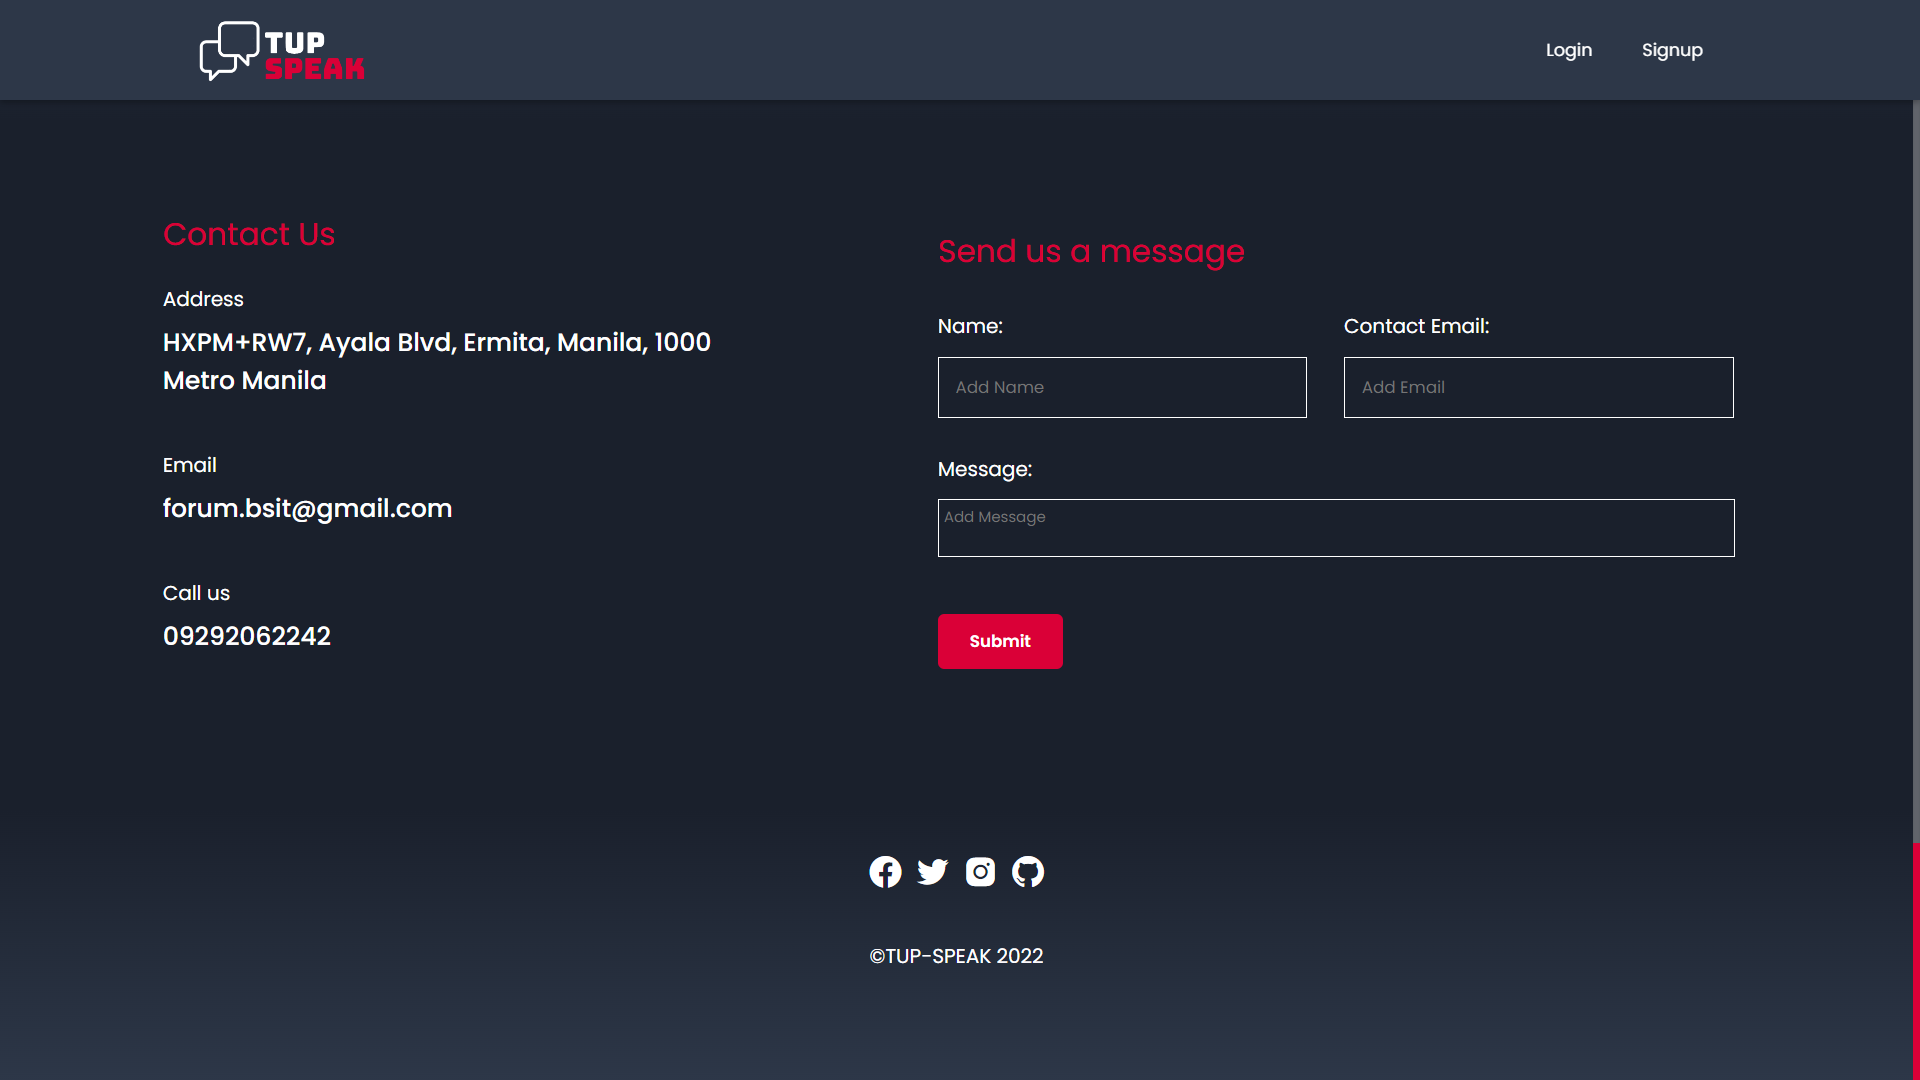 TUP
SPEAK
Login
Signup
Contact Us
Address
HXPM+RW7, Ayala Blvd, Ermita, Manila, 1000
Metro Manila
Email
forum.bsit@gmail.com
Call us
09292062242
Send us a message
Name:
Contact Email:
Add Name
Add Email
Message:
Add Message
Submit
©TUP-SPEAK 2022